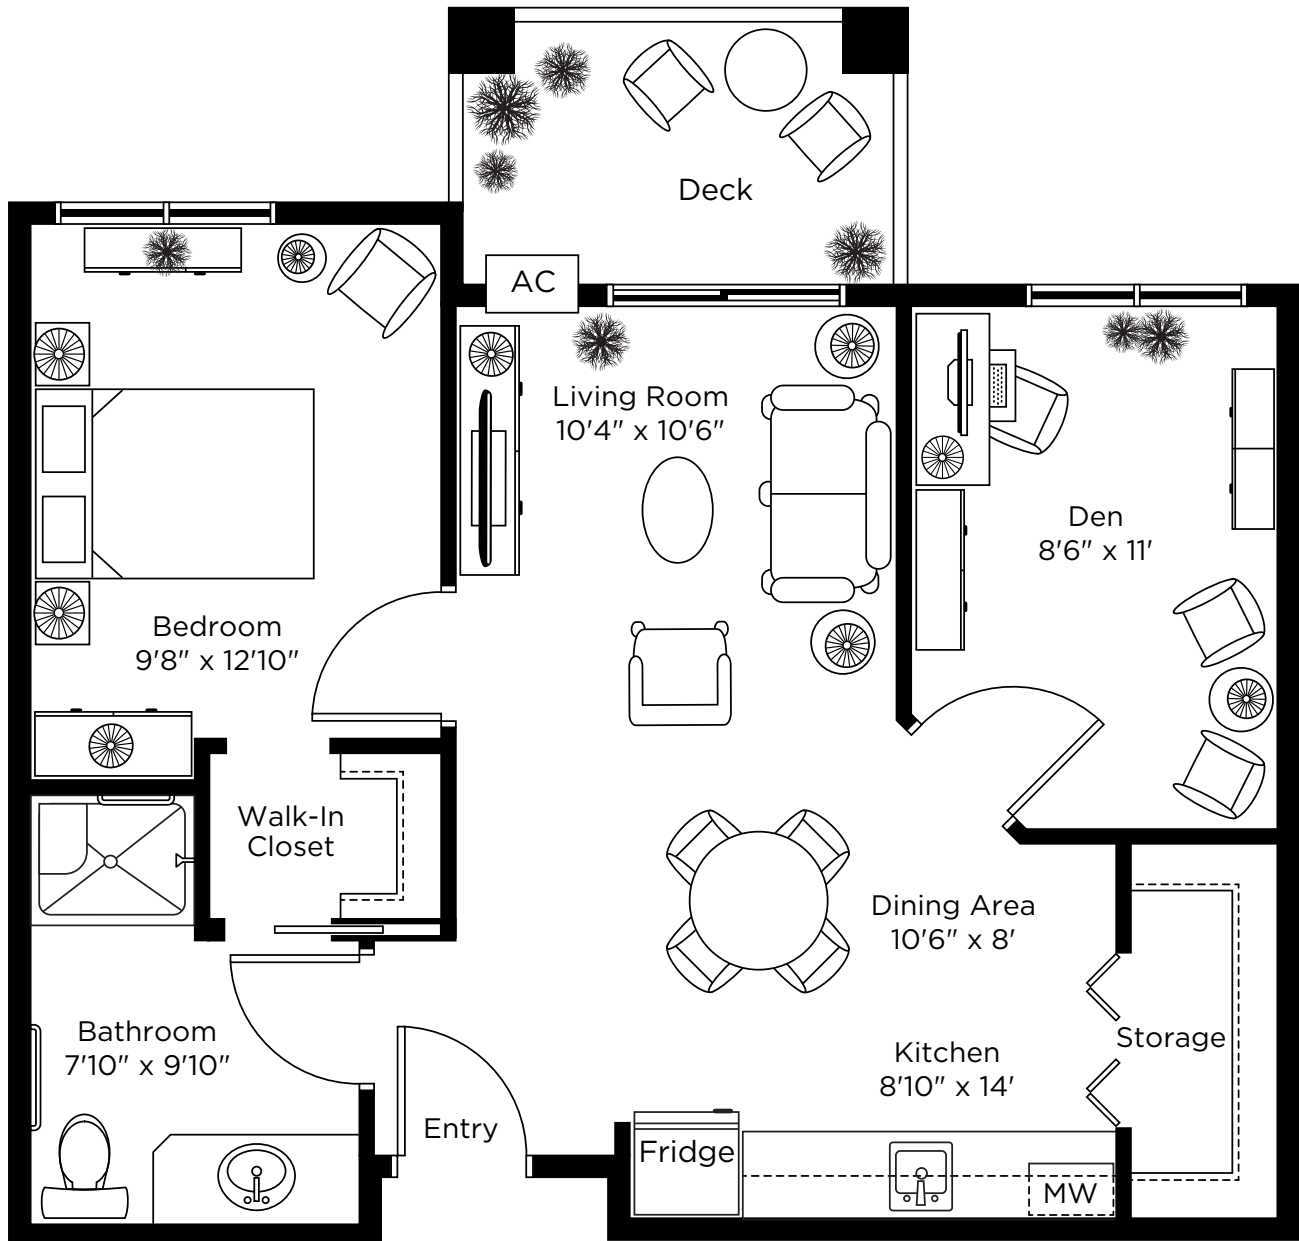 Deck
AC
Living Room
10'4" x 10'6"
Den
8'6" x 11'
Bedroom
9'8" x 12'10"
Walk-In
Closet
Dining Area
10'6" x 8'
Bathroom
7'10" x 9'10"
Storage
Kitchen
8'10" x 14'
Entry
Fridge
MW